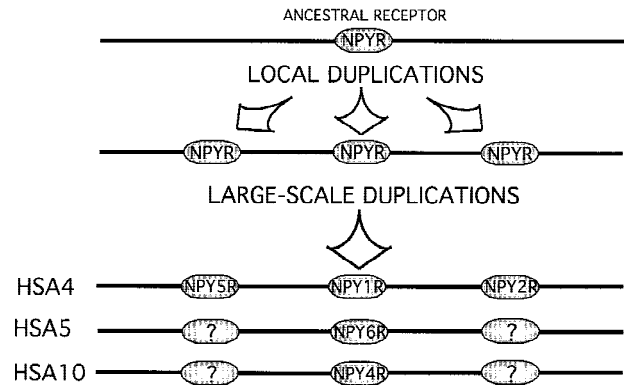 ANCESTRAL RECEPTOR
NPYR
LOCAL DUPLICATIONS
NPYR NPYR NPYR
LARGE-SCALE DUPLICATIONS
HSA4 NPY5R NPY1R NPY2R
HSA5 ? NPY6R ?
HSA10 ? NPY4R ?